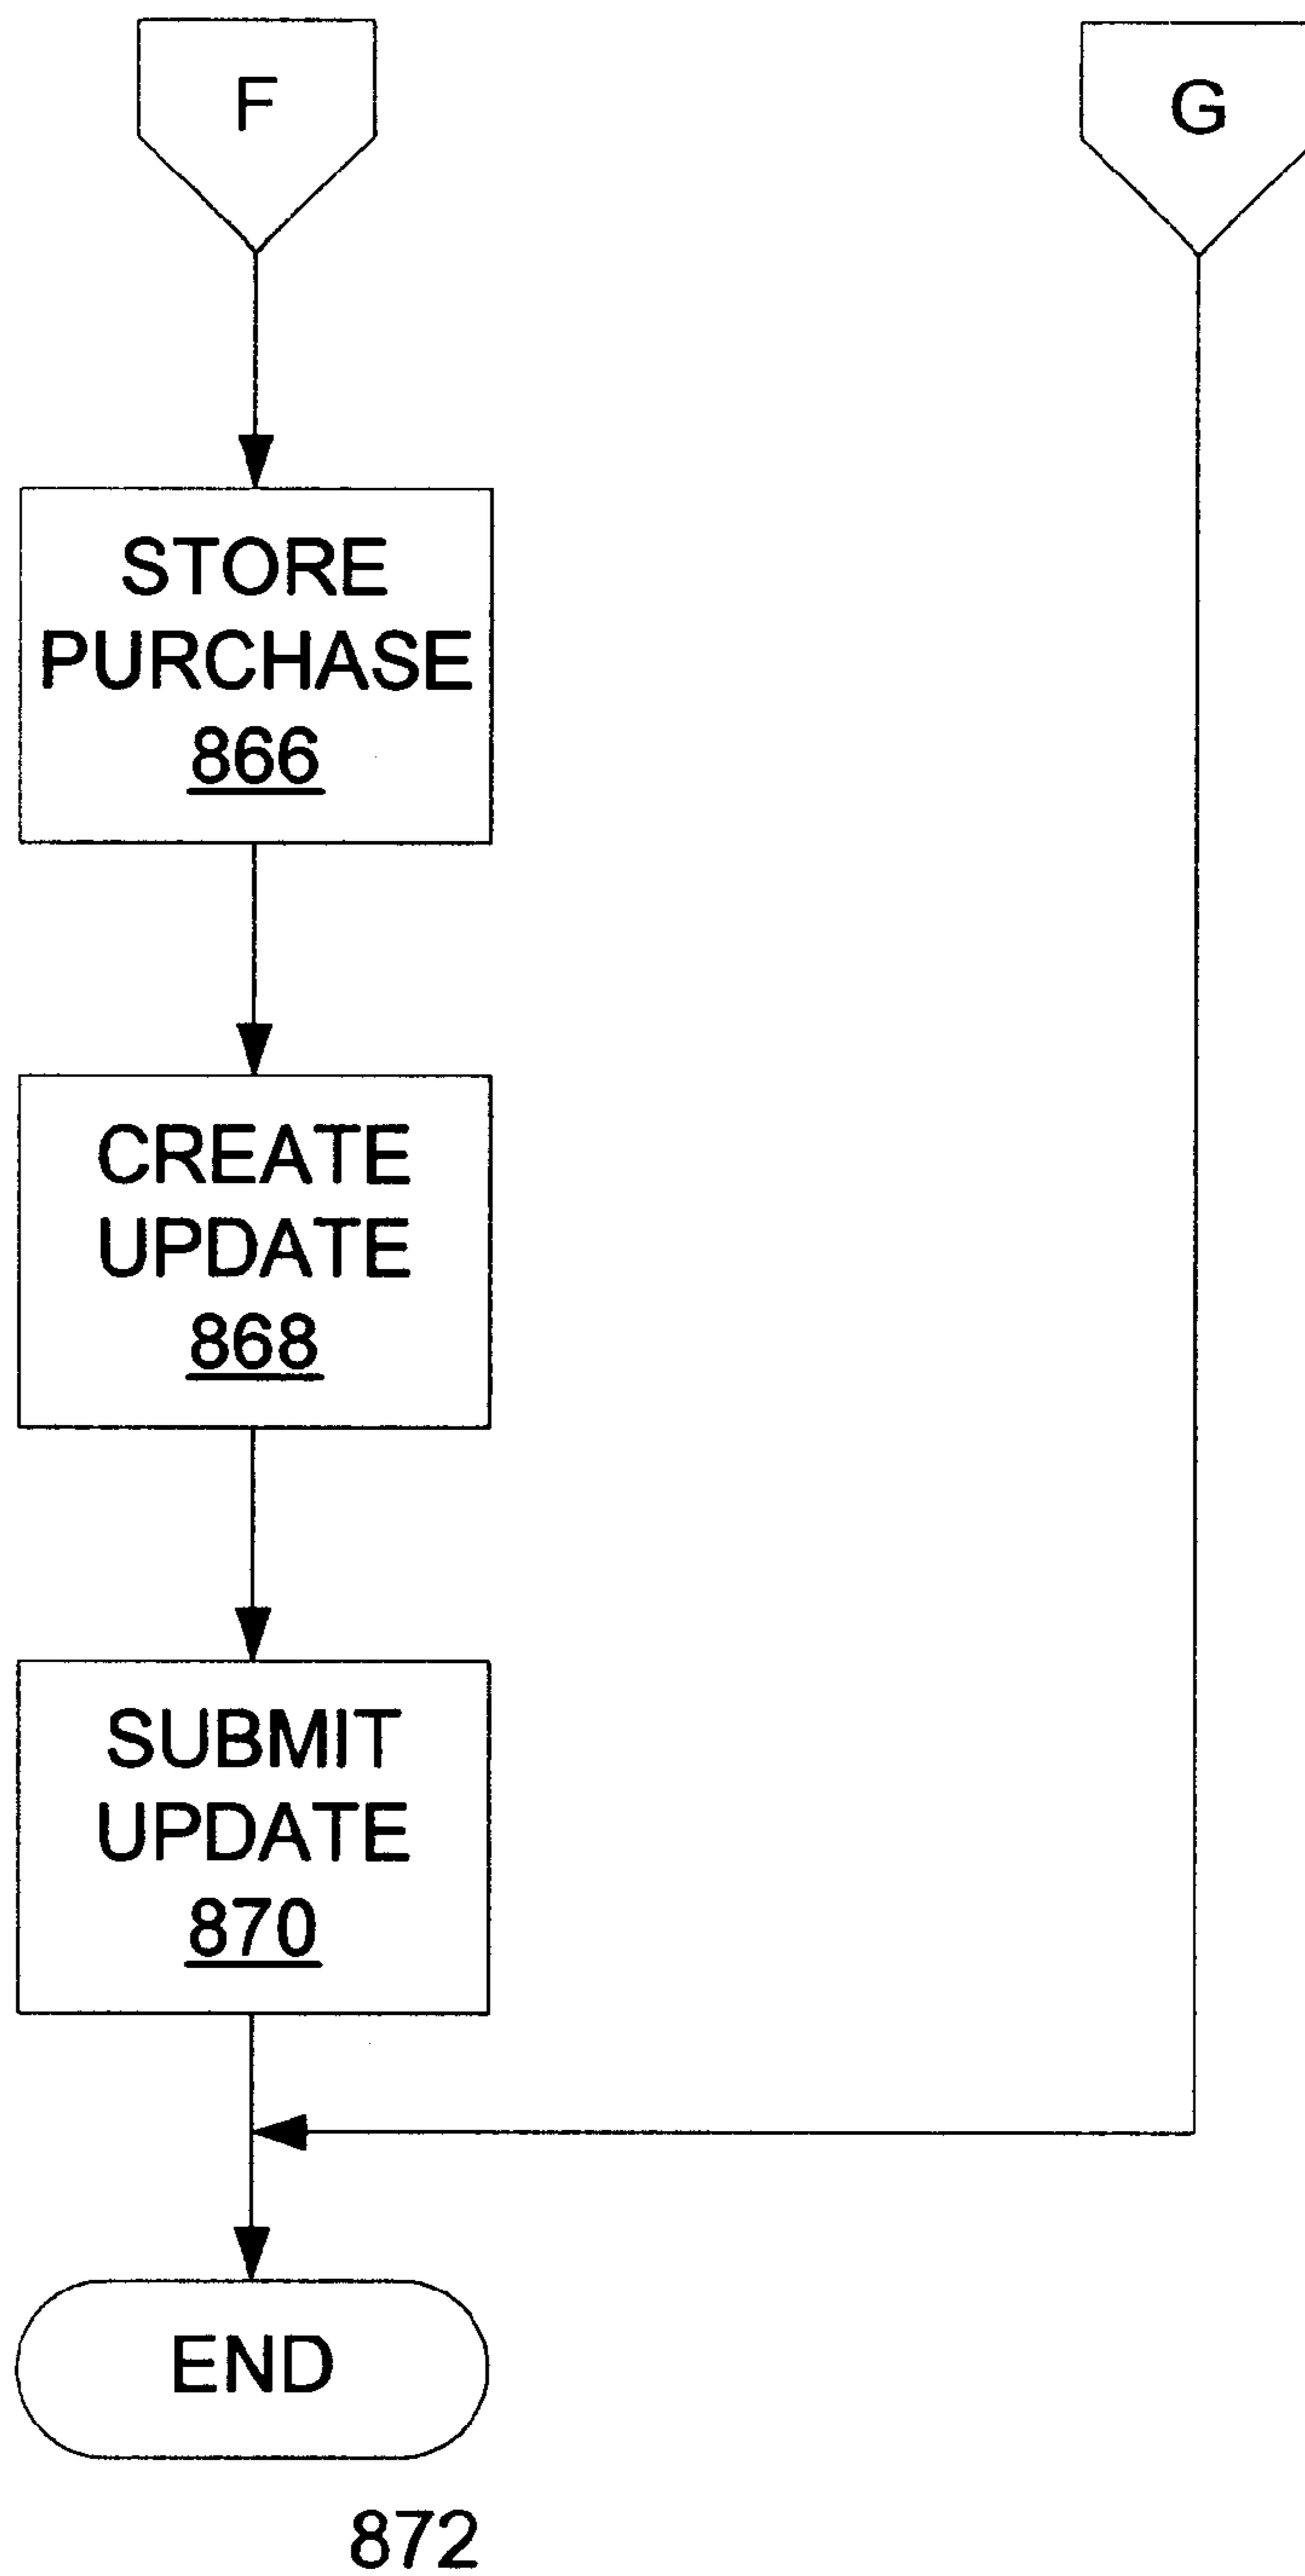 F
G
STORE
PURCHASE
866
CREATE
UPDATE
868
SUBMIT
UPDATE
870
END
872